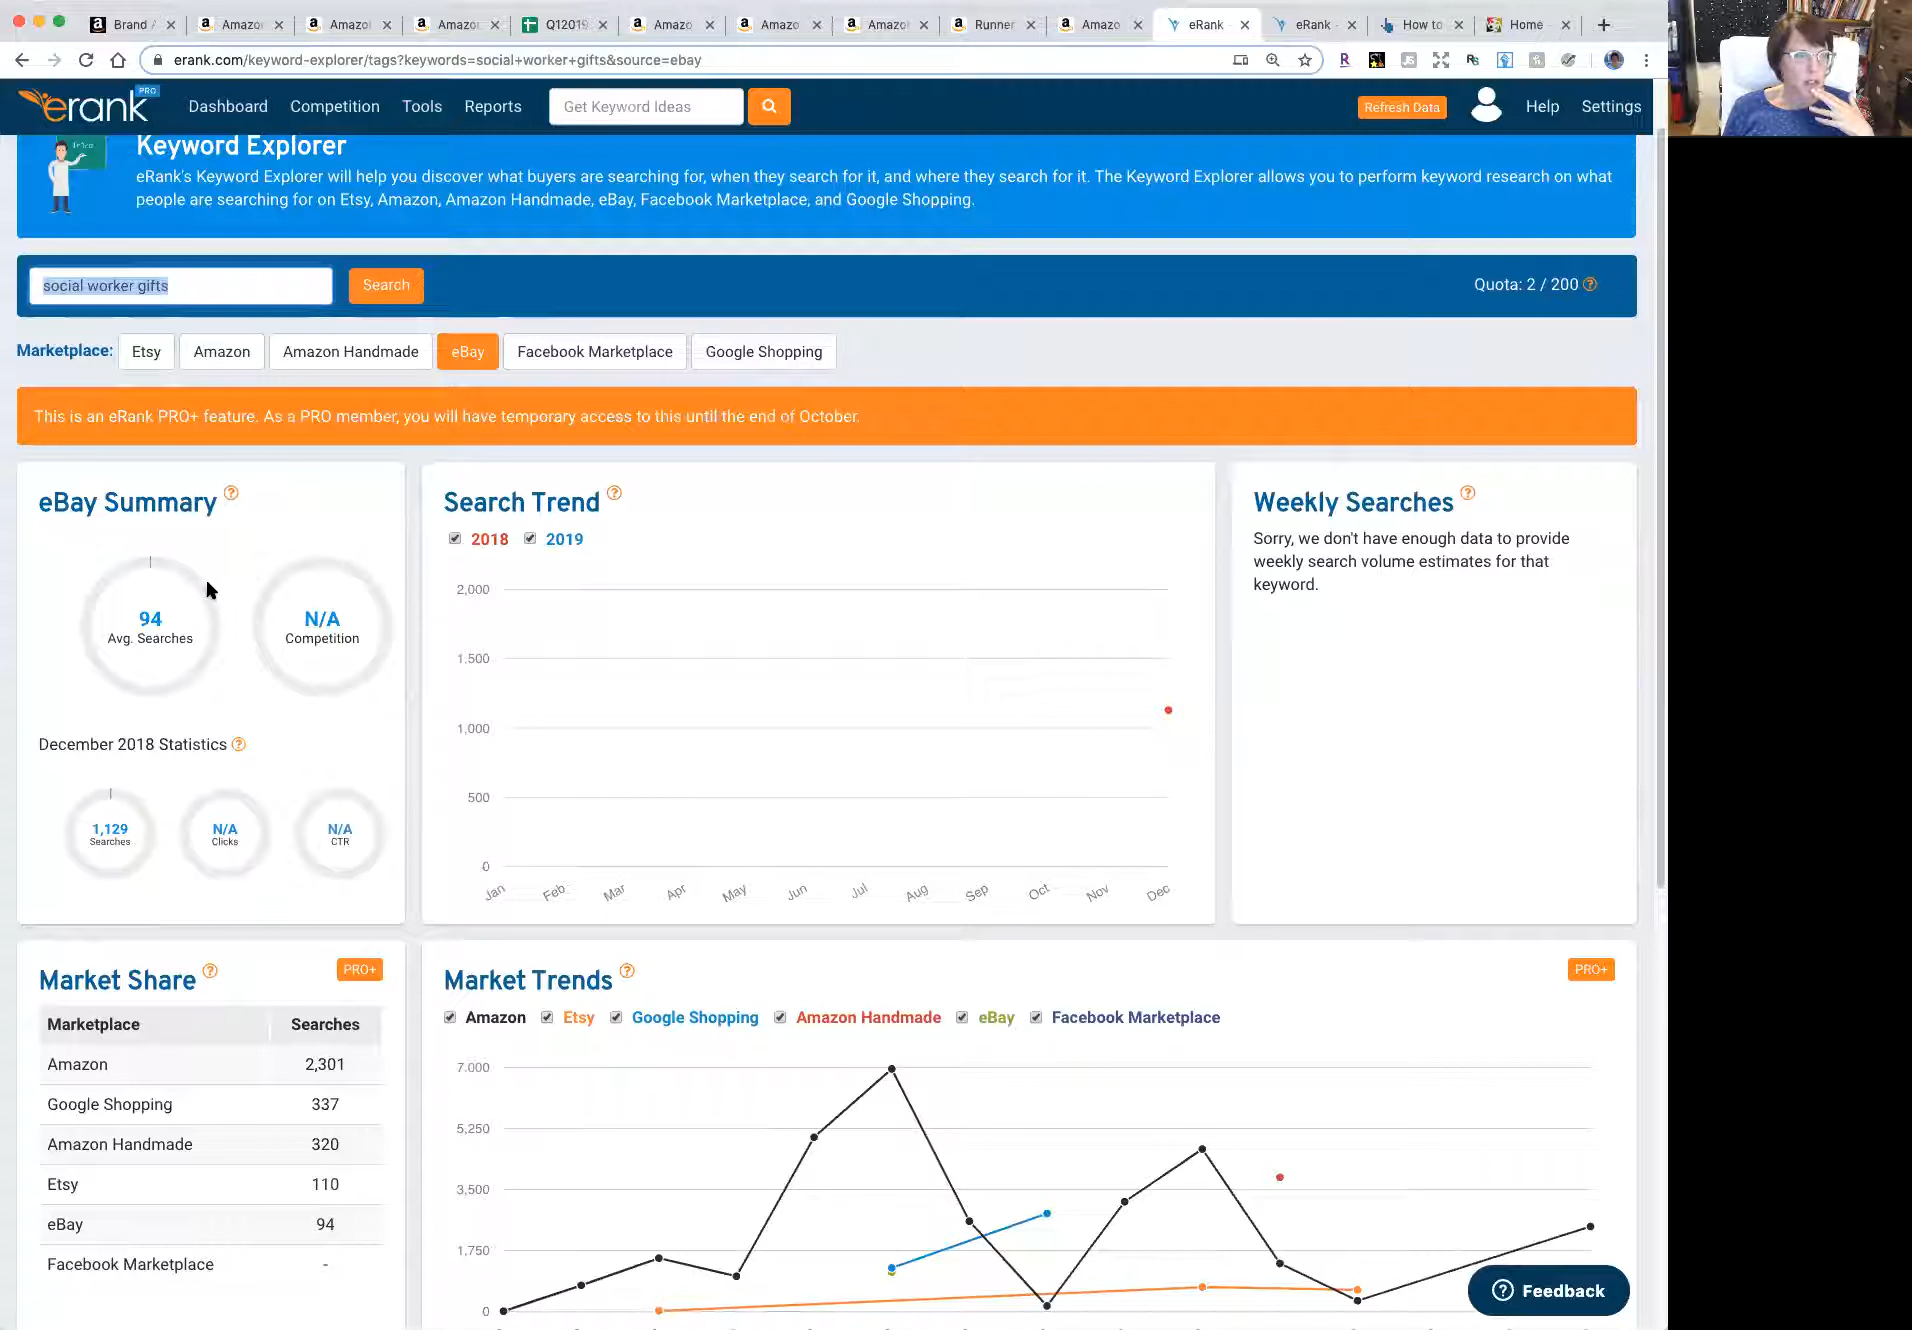 Brand
Amazo
Amazo
Amazo
Q12019
Amazo
Amazo
Amazo
Runner
Amazo
eRank
eRank
How to
Home
erank.com/keyword-explorer/tags?keywords=social+worker+gifts&source=ebay
erank PRO
Dashboard Competition Tools Reports Get Keyword Ideas Refresh Data Help Settings
Keyword Explorer
eRank's Keyword Explorer will help you discover what buyers are searching for, when they search for it, and where they search for it. The Keyword Explorer allows you to perform keyword research on what
people are searching for on Etsy, Amazon, Amazon Handmade, eBay, Facebook Marketplace, and Google Shopping.
social worker gifts Search Quota: 2 / 200
Marketplace: Etsy Amazon Amazon Handmade eBay Facebook Marketplace Google Shopping
This is an eRank PRO+ feature. As a PRO member, you will have temporary access to this until the end of October.
eBay Summary
94
Avg. Searches
N/A
Competition
December 2018 Statistics
1,129
Searches
N/A
Clicks
N/A
CTR
Search Trend
2018 2019
2,000
1,500
1,000
500
0
Jan Feb Mar Apr May Jun Jul Aug Sep Oct Nov Dec
Weekly Searches
Sorry, we don't have enough data to provide
weekly search volume estimates for that
keyword.
Market Share PRO+
Marketplace Searches
Amazon 2,301
Google Shopping 337
Amazon Handmade 320
Etsy 110
eBay 94
Facebook Marketplace -
Market Trends PRO+
Amazon Etsy Google Shopping Amazon Handmade eBay Facebook Marketplace
7,000
5,250
3,500
1,750
0
Feedback